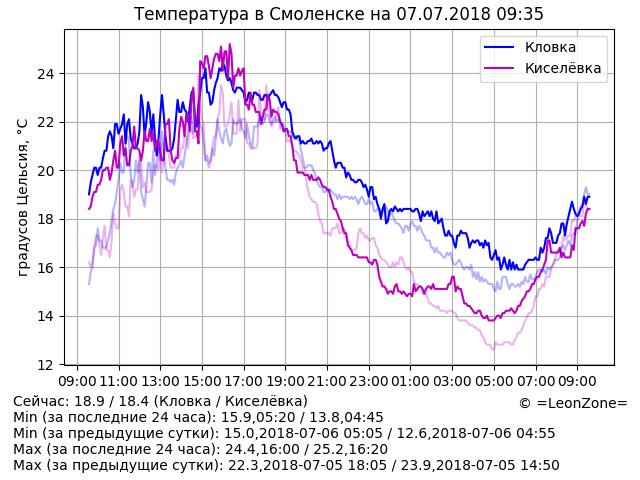 Температура в Смоленске на 07.07.2018 09:35
Кловка
Киселёвка
градусов Цельсия, °C
24
22
20
18
16
14
12
09:00 11:00 13:00 15:00 17:00 19:00 21:00 23:00 01:00 03:00 05:00 07:00 09:00
Сейчас: 18.9 / 18.4 (Кловка / Киселёвка)
© =LeonZone=
Min (за последние 24 часа): 15.9,05:20 / 13.8,04:45
Min (за предыдущие сутки): 15.0,2018-07-06 05:05 / 12.6,2018-07-06 04:55
Max (за последние 24 часа): 24.4,16:00 / 25.2,16:20
Max (за предыдущие сутки): 22.3,2018-07-05 18:05 / 23.9,2018-07-05 14:50